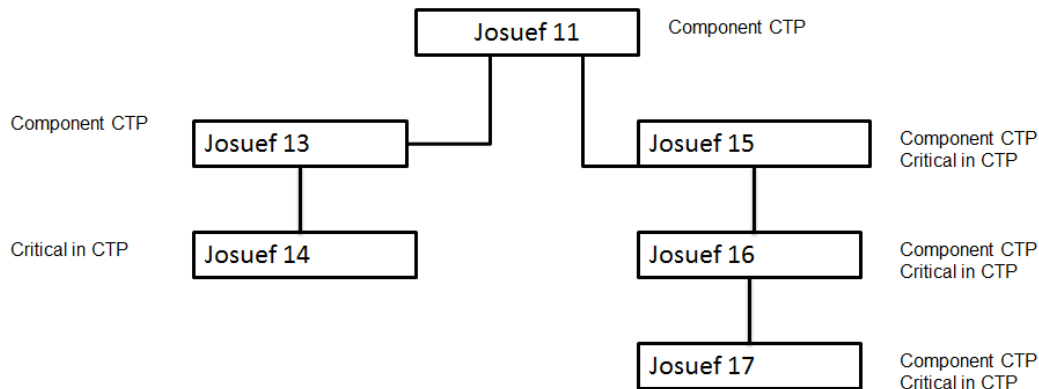 Josuef 11
Component CTP
Component CTP
Josuef 13
Josuef 15
Component CTP
Critical in CTP
Critical in CTP
Josuef 14
Josuef 16
Component CTP
Critical in CTP
Josuef 17
Component CTP
Critical in CTP